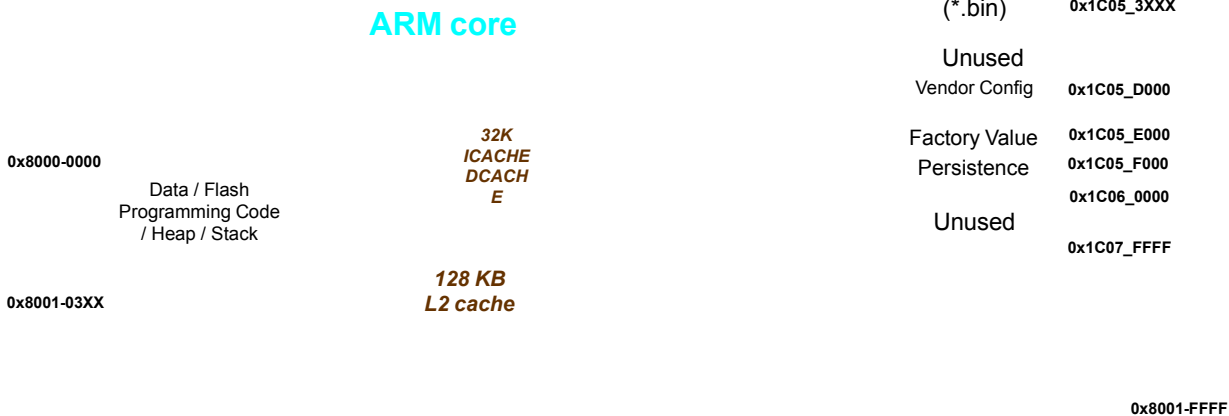 (*.bin)
0x1C05_3XXX
ARM core
Unused
Vendor Config
0x1C05_D000
32K
ICACHE
DCACH
E
Factory Value
0x1C05_E000
0x8000-0000
Persistence
0x1C05_F000
Data / Flash
Programming Code
/ Heap / Stack
0x1C06_0000
Unused
0x1C07_FFFF
128 KB
L2 cache
0x8001-03XX
0x8001-FFFF